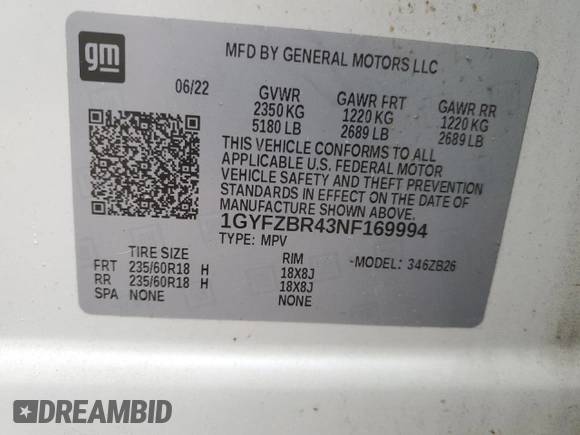 gm
MFD BY GENERAL MOTORS LLC
06/22
GVWR GAWR FRT GAWR RR
2350 KG 1220 KG 1220 KG
5180 LB 2689 LB 2689 LB
THIS VEHICLE CONFORMS TO ALL
APPLICABLE U.S. FEDERAL MOTOR
VEHICLE SAFETY AND THEFT PREVENTION
STANDARDS IN EFFECT ON THE DATE OF
MANUFACTURE SHOWN ABOVE.
1GYFZBR43NF169994
TYPE: MPV
TIRE SIZE RIM MODEL: 346ZB26
FRT 235/60R18 H 18X8J
RR 235/60R18 H 18X8J
SPA NONE NONE
DREAMBID